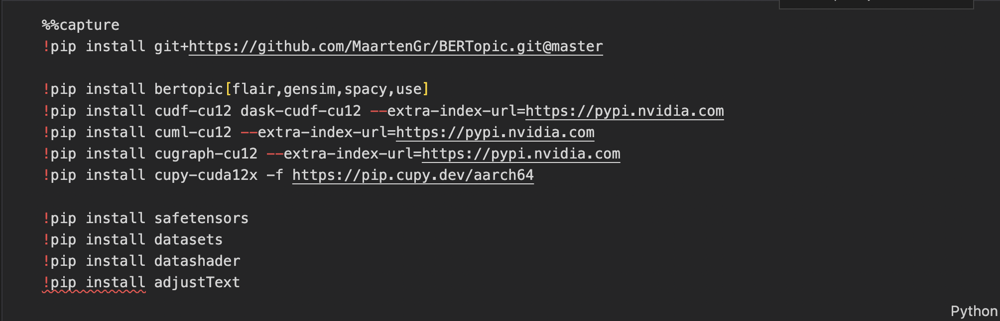 %%capture
!pip install git+https://github.com/MaartenGr/BERTopic.git@master
!pip install bertopic[flair,gensim,spacy,use]
!pip install cudf-cu12 dask-cudf-cu12 --extra-index-url=https://pypi.nvidia.com
!pip install cuml-cu12 --extra-index-url=https://pypi.nvidia.com
!pip install cugraph-cu12 --extra-index-url=https://pypi.nvidia.com
!pip install cupy-cuda12x -f https://pip.cupy.dev/aarch64
!pip install safetensors
!pip install datasets
!pip install datashader
!pip install adjustText
Python